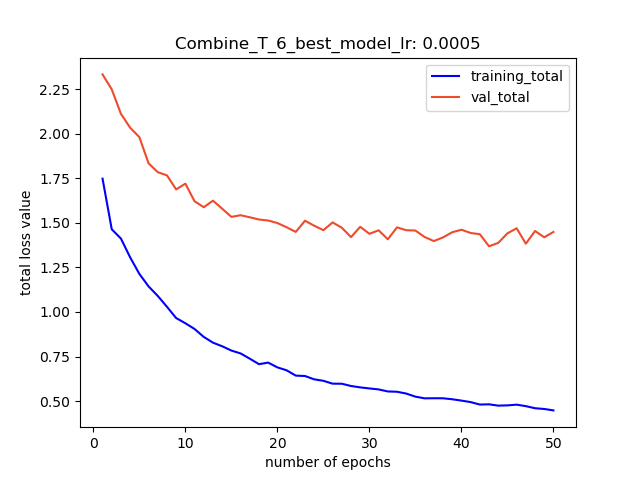 Combine_T_6_best_model_lr: 0.0005
training_total
val_total
total loss value
2.25
2.00
1.75
1.50
1.25
1.00
0.75
0.50
0 10 20 30 40 50
number of epochs